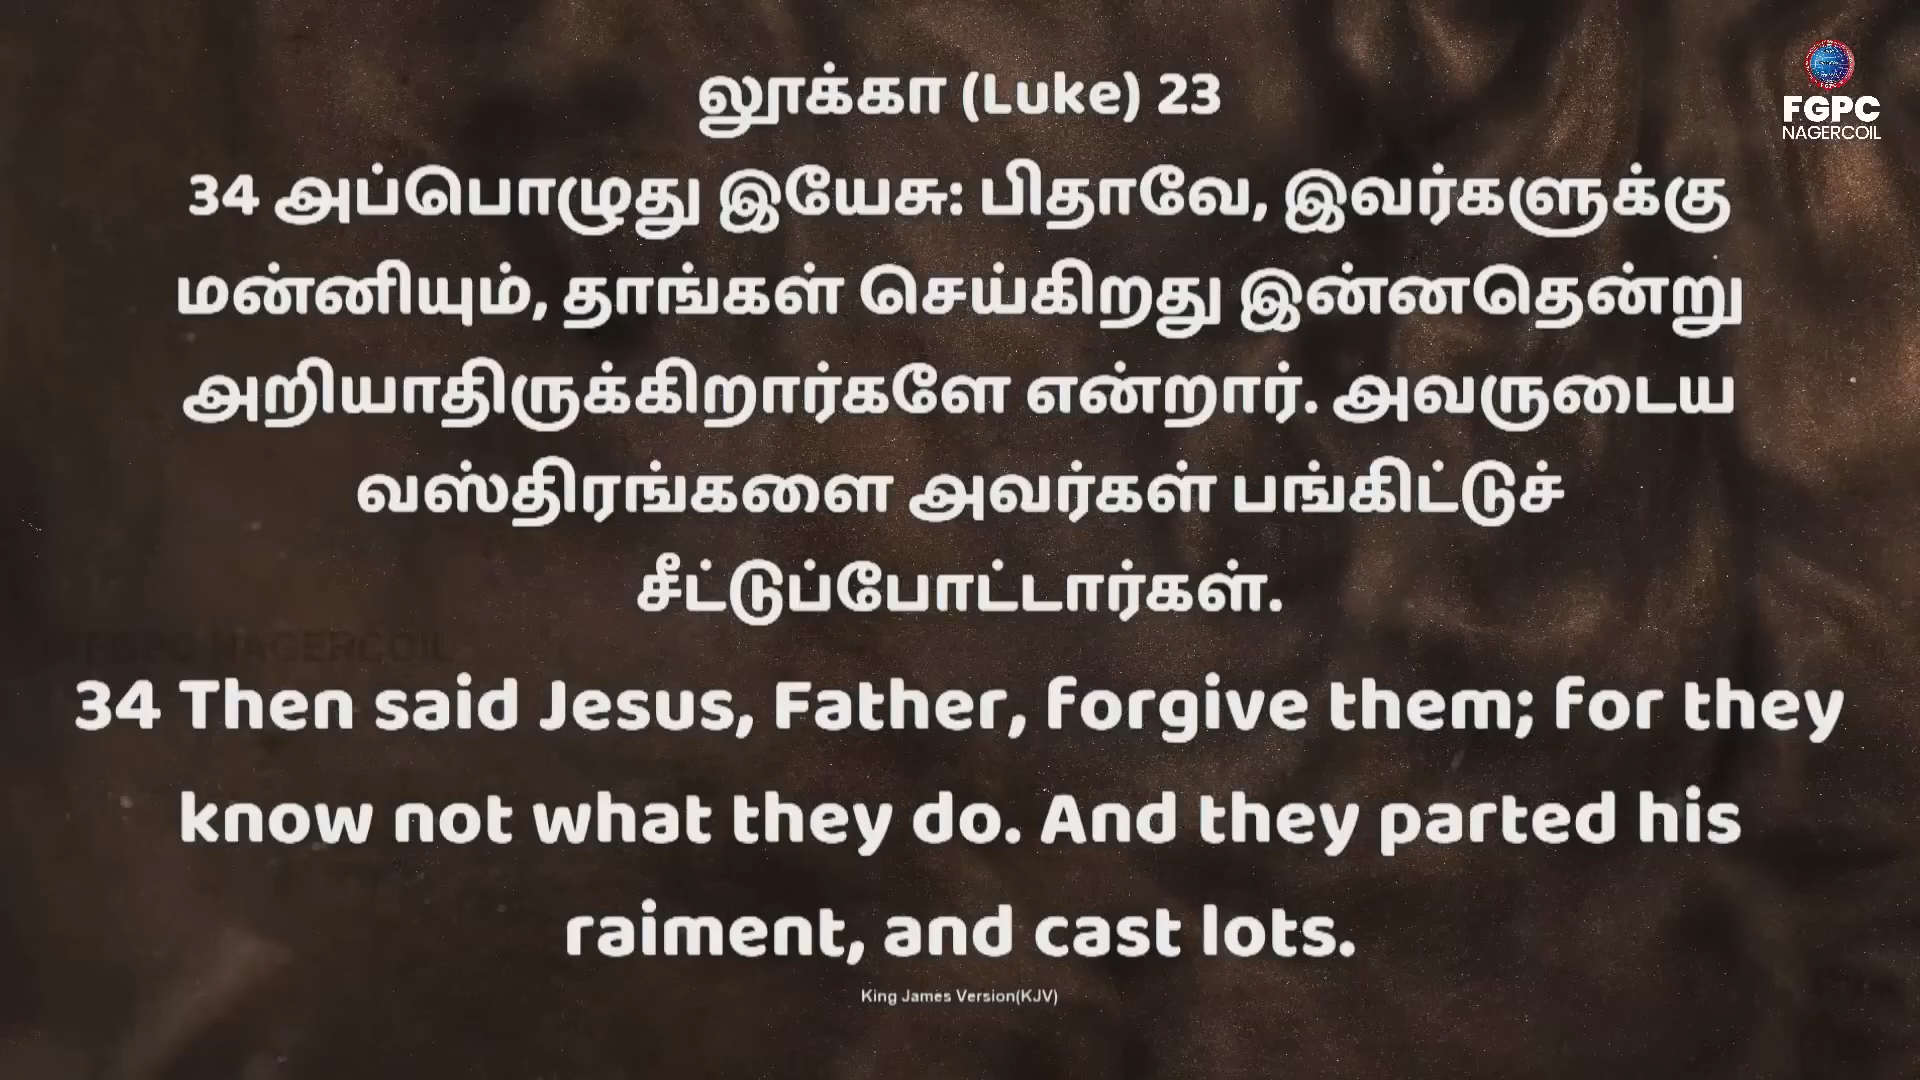 லூக்கா (Luke) 23
FGPC
NAGERCOIL
34 அப்பொழுது இயேசு: பிதாவே, இவர்களுக்கு
மன்னியும், தாங்கள் செய்கிறது இன்னதென்று
அறியாதிருக்கிறார்களே என்றார். அவருடைய
வஸ்திரங்களை அவர்கள் பங்கிட்டுச்
சீட்டுப்போட்டார்கள்.
FGPC NAGERCOIL
34 Then said Jesus, Father, forgive them; for they
know not what they do. And they parted his
raiment, and cast lots.
King James Version(KJV)